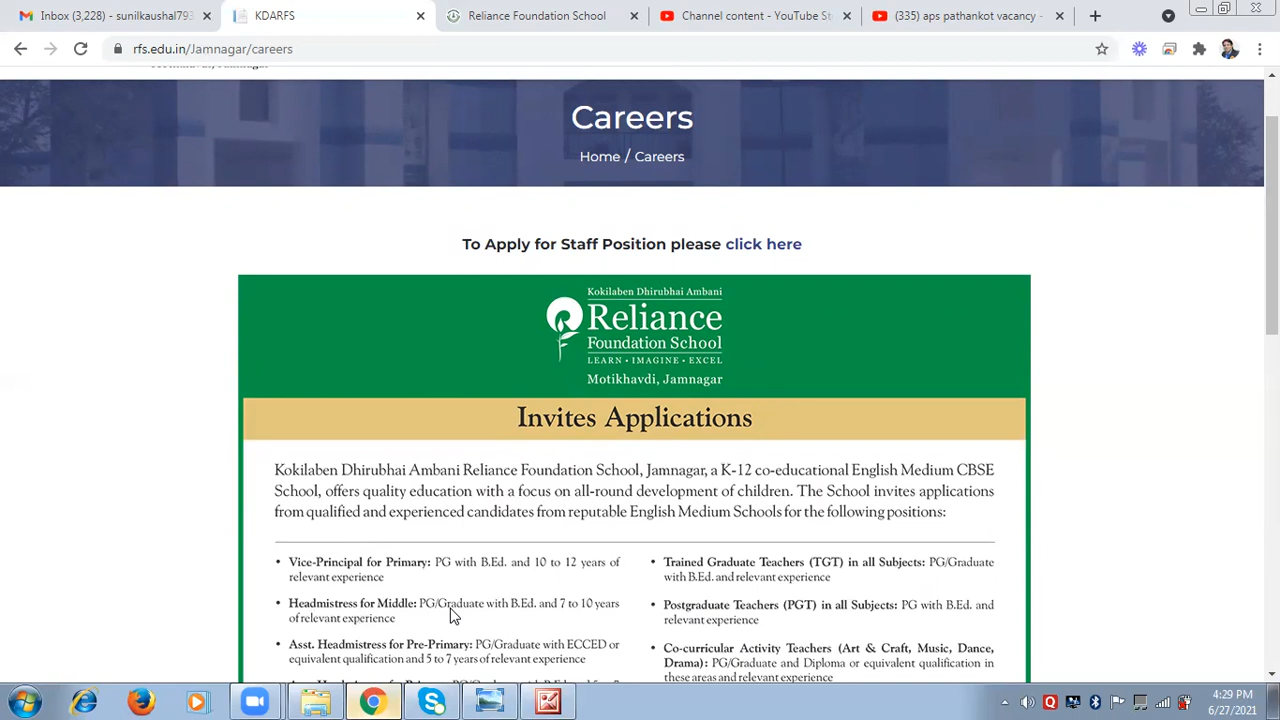 Inbox (3,228) - sunilkaushal793
KDARFS
Reliance Foundation School
Channel content - YouTube St
(335) aps pathankot vacancy -
rfs.edu.in/Jamnagar/careers
Careers
Home / Careers
To Apply for Staff Position please click here
Kokilaben Dhirubhai Ambani
Reliance
Foundation School
LEARN • IMAGINE • EXCEL
Motikhavdi, Jamnagar
Invites Applications
Kokilaben Dhirubhai Ambani Reliance Foundation School, Jamnagar, a K-12 co-educational English Medium CBSE
School, offers quality education with a focus on all-round development of children. The School invites applications
from qualified and experienced candidates from reputable English Medium Schools for the following positions:
• Vice-Principal for Primary: PG with B.Ed. and 10 to 12 years of
relevant experience
• Headmistress for Middle: PG/Graduate with B.Ed. and 7 to 10 years
of relevant experience
• Asst. Headmistress for Pre-Primary: PG/Graduate with ECCED or
equivalent qualification and 5 to 7 years of relevant experience
• Trained Graduate Teachers (TGT) in all Subjects: PG/Graduate
with B.Ed. and relevant experience
• Postgraduate Teachers (PGT) in all Subjects: PG with B.Ed. and
relevant experience
• Co-curricular Activity Teachers (Art & Craft, Music, Dance,
Drama): PG/Graduate and Diploma or equivalent qualification in
these areas and relevant experience
4:29 PM
6/27/2021